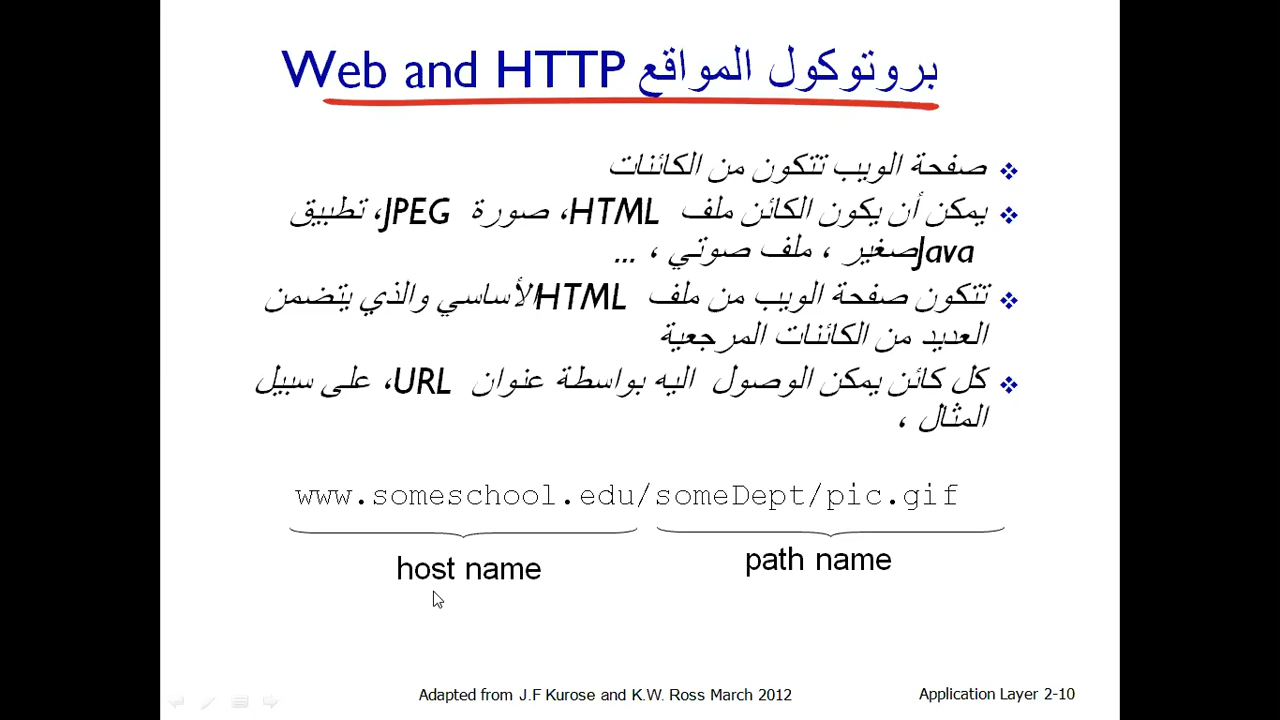 بروتوكول المواقع Web and HTTP
صفحة الويب تتكون من الكائنات
يمكن أن يكون الكائن ملف HTML، صورة JPEG، تطبيق
Javaصغير ، ملف صوتي ، ...
تتكون صفحة الويب من ملف HTMLالأساسي والذي يتضمن
العديد من الكائنات المرجعية
كل كائن يمكن الوصول اليه بواسطة عنوان URL، على سبيل
المثال ،
www.someschool.edu/someDept/pic.gif
host name path name
Adapted from J.F Kurose and K.W. Ross March 2012 Application Layer 2-10